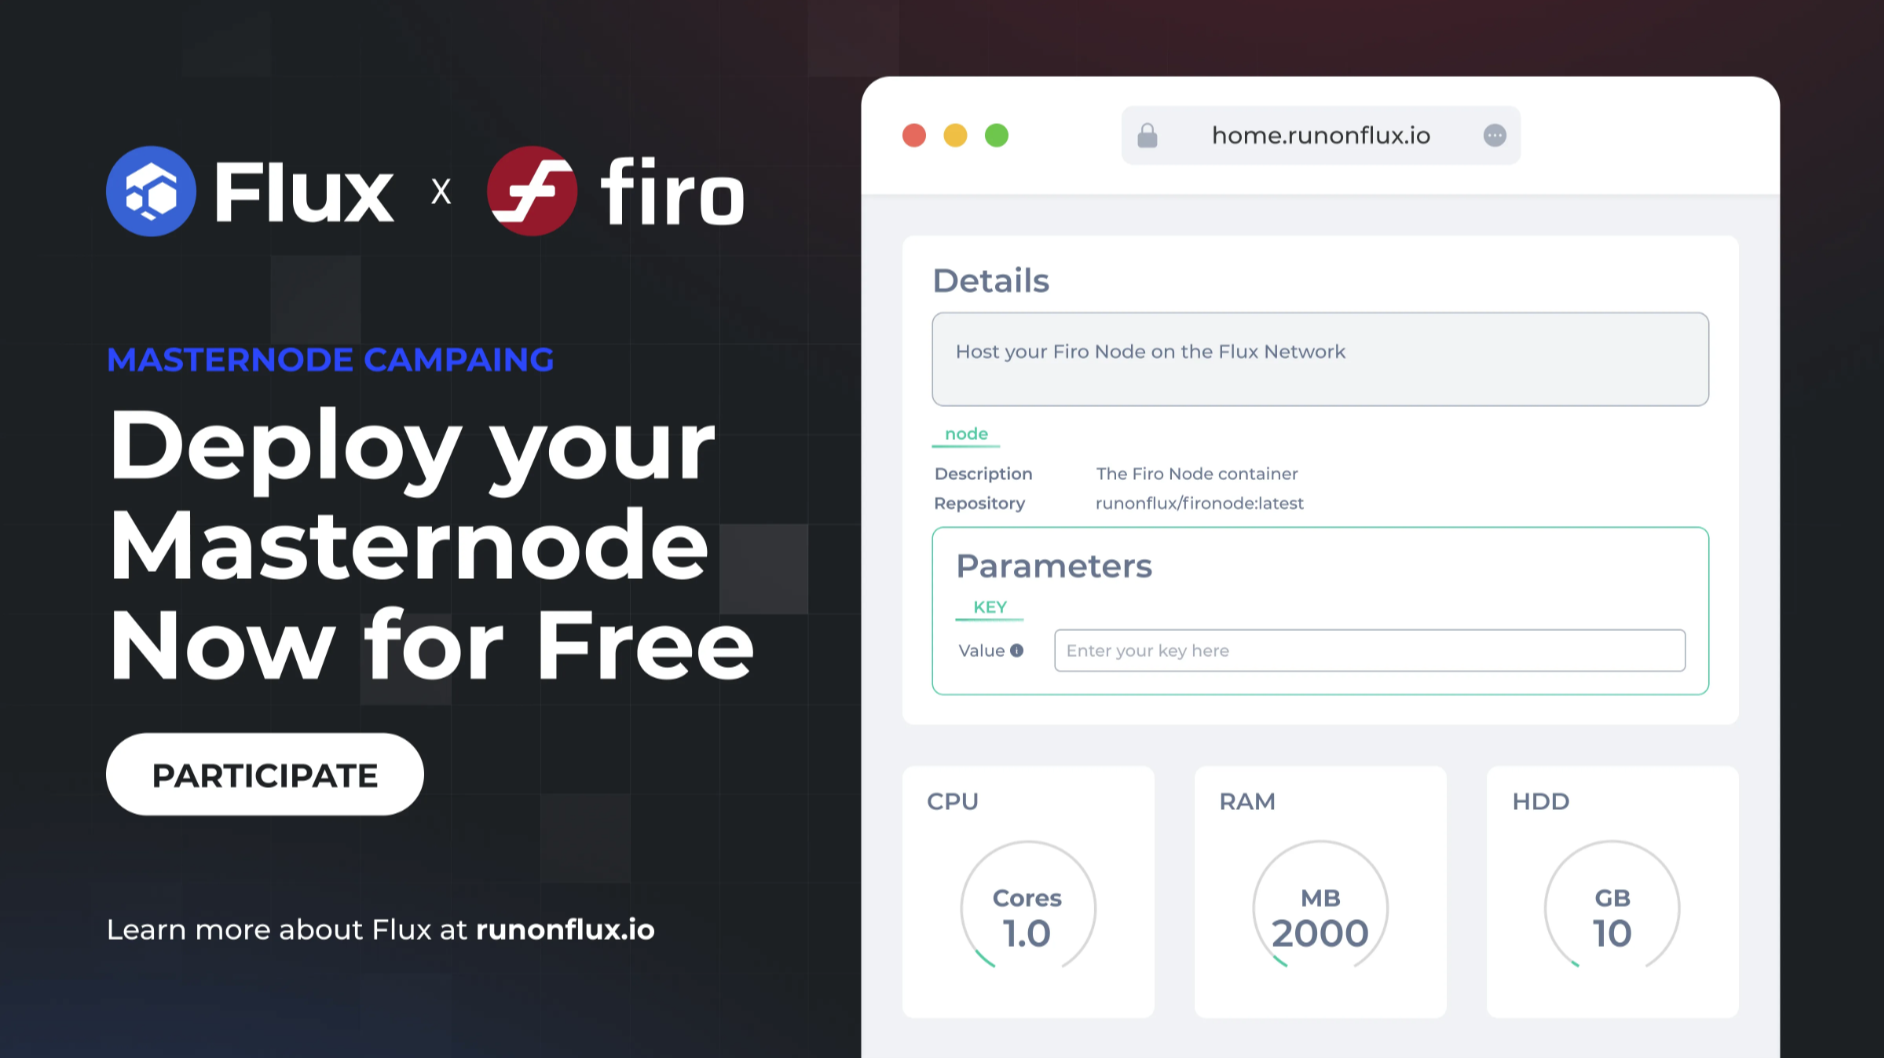 Flux x firo
MASTERNODE CAMPAING
Deploy your
Masternode
Now for Free
PARTICIPATE
Learn more about Flux at runonflux.io
home.runonflux.io
Details
Host your Firo Node on the Flux Network
node
Description The Firo Node container
Repository runonflux/fironode:latest
Parameters
KEY
Value Enter your key here
CPU
Cores
1.0
RAM
MB
2000
HDD
GB
10